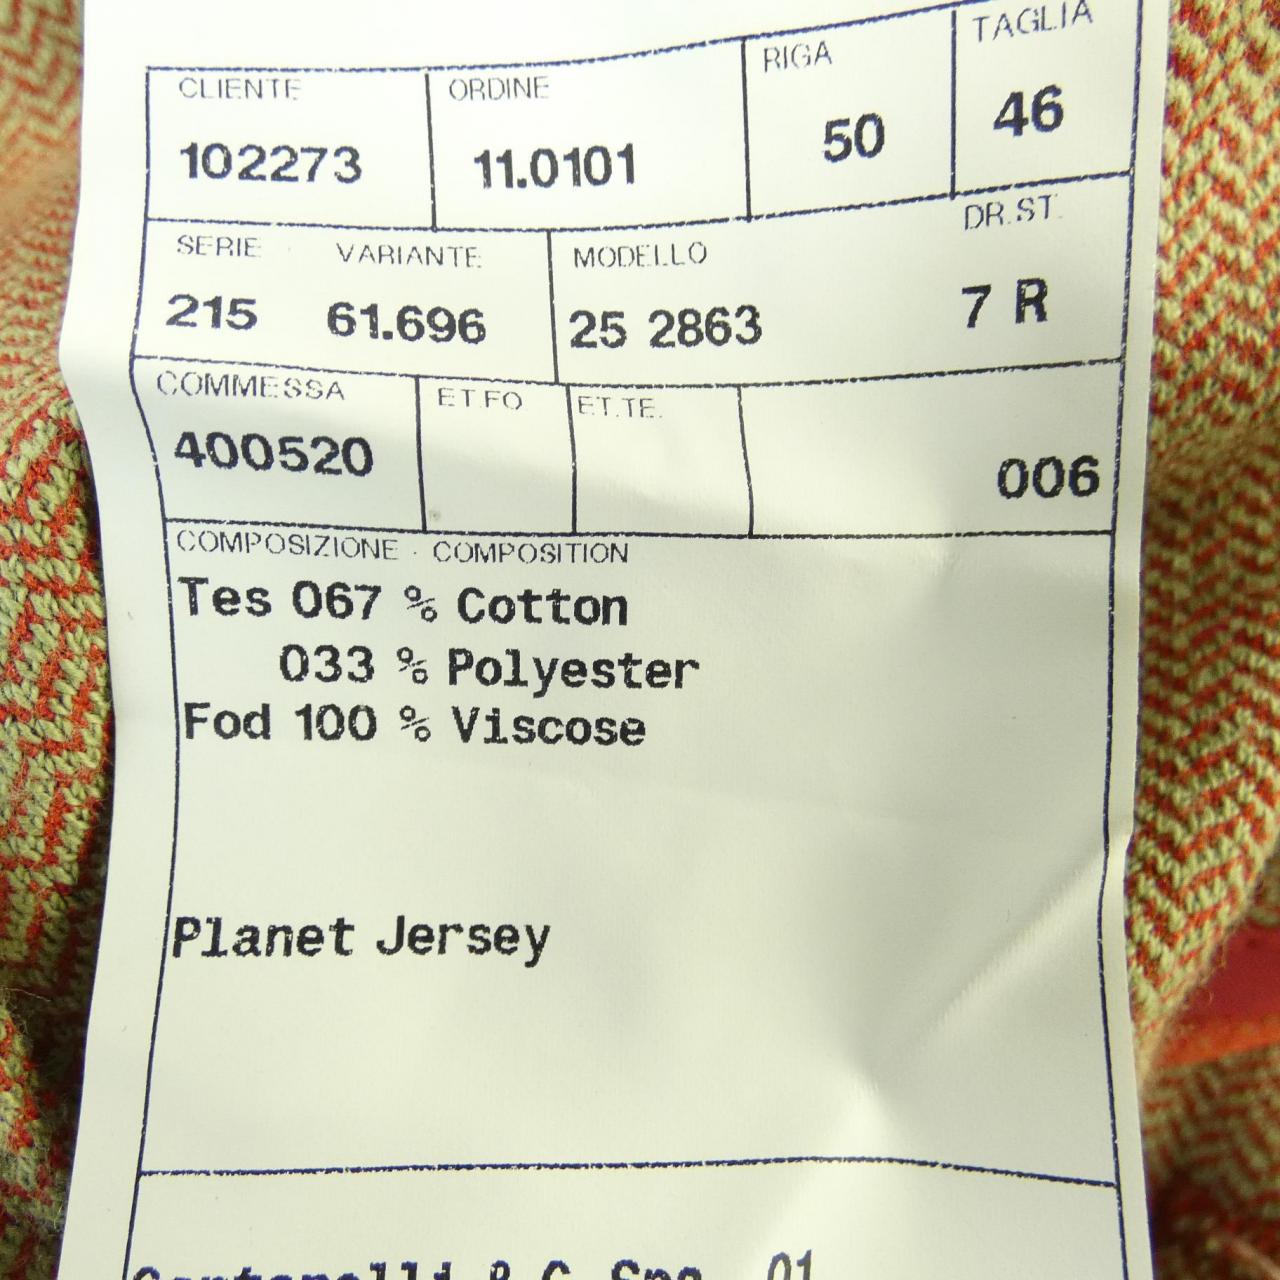 CLIENTE ORDINE RIGA TAGLIA
102273 11.0101 50 46
SERIE VARIANTE MODELLO DR.ST.
215 61.696 25 2863 7 R
COMMESSA ET.FO ET.TE.
400520 006
COMPOSIZIONE · COMPOSITION
Tes 067 % Cotton
033 % Polyester
Fod 100 % Viscose
Planet Jersey
& C. Spa 01